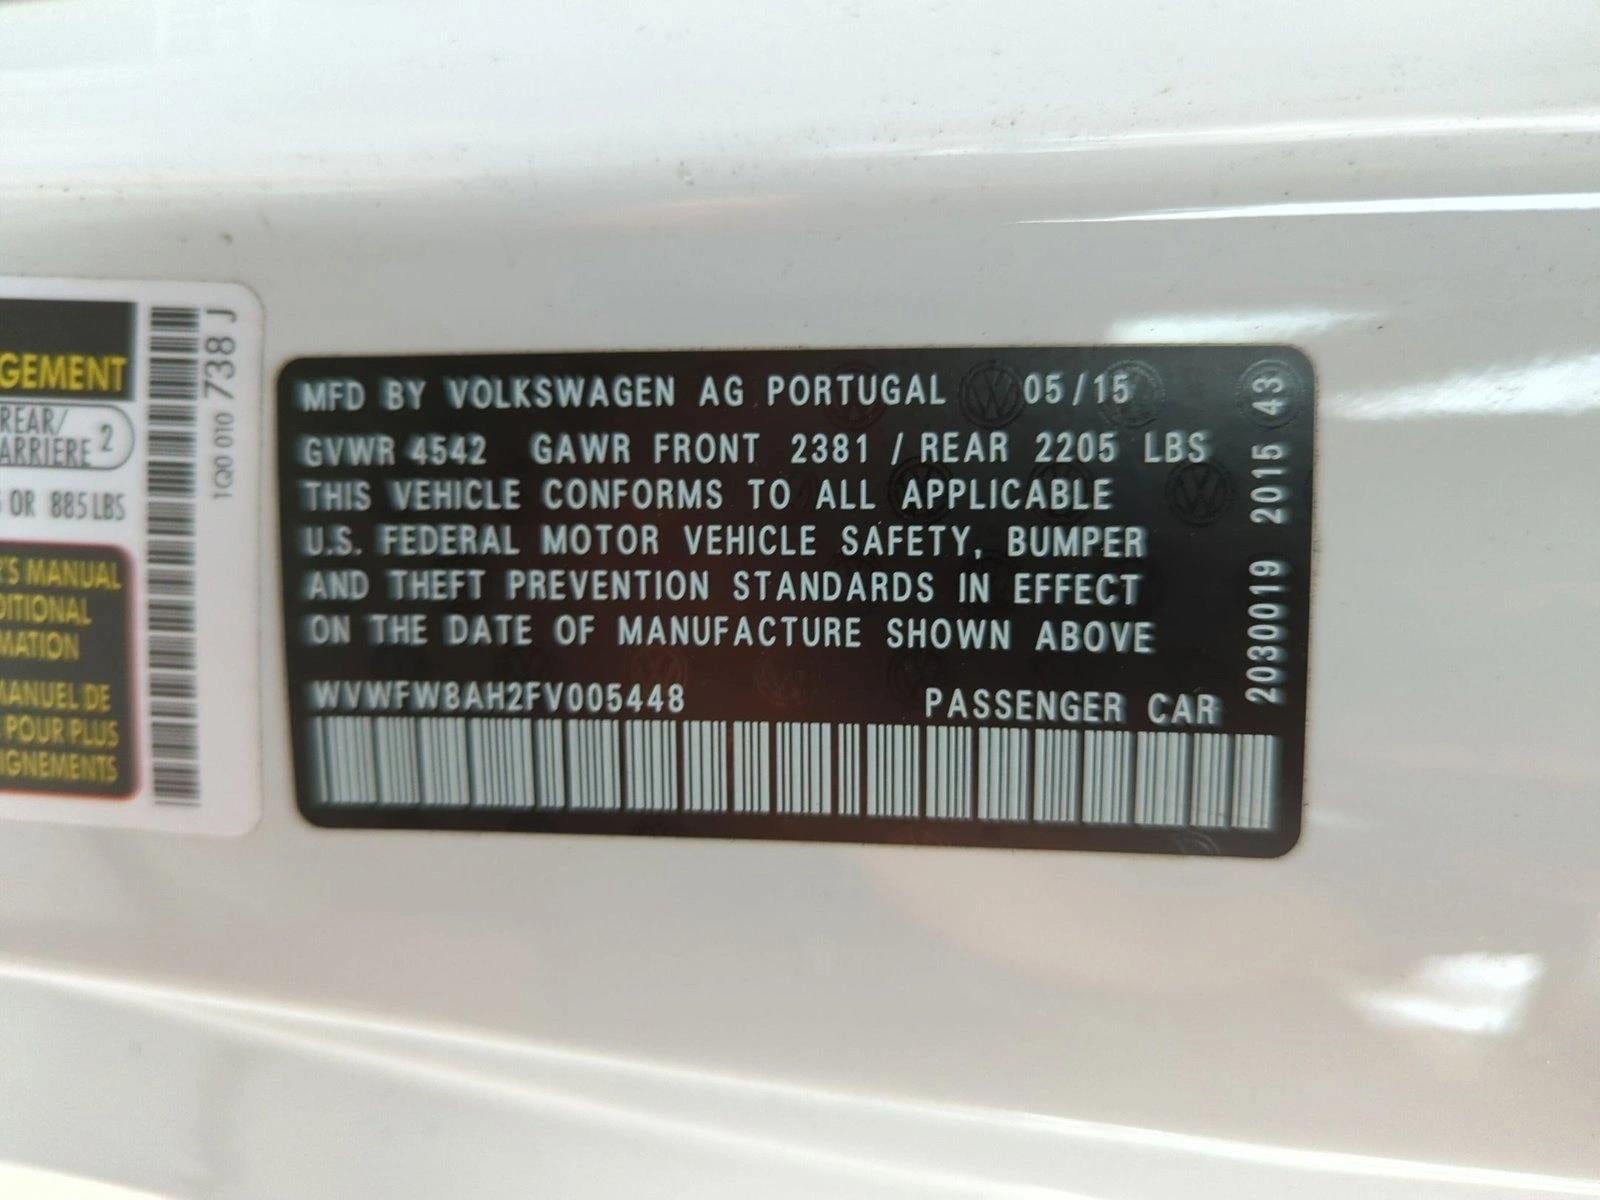 GEMENT
REAR/
ARRIERE 2
OR 885 LBS
'S MANUAL
DITIONAL
MATION
MANUEL DE
POUR PLUS
IGNEMENTS
1Q0 010 738 J
MFD BY VOLKSWAGEN AG PORTUGAL 05/15
GVWR 4542 GAWR FRONT 2381 / REAR 2205 LBS
THIS VEHICLE CONFORMS TO ALL APPLICABLE
U.S. FEDERAL MOTOR VEHICLE SAFETY, BUMPER
AND THEFT PREVENTION STANDARDS IN EFFECT
ON THE DATE OF MANUFACTURE SHOWN ABOVE
WVWFW8AH2FV005448 PASSENGER CAR
2030019 2015 43